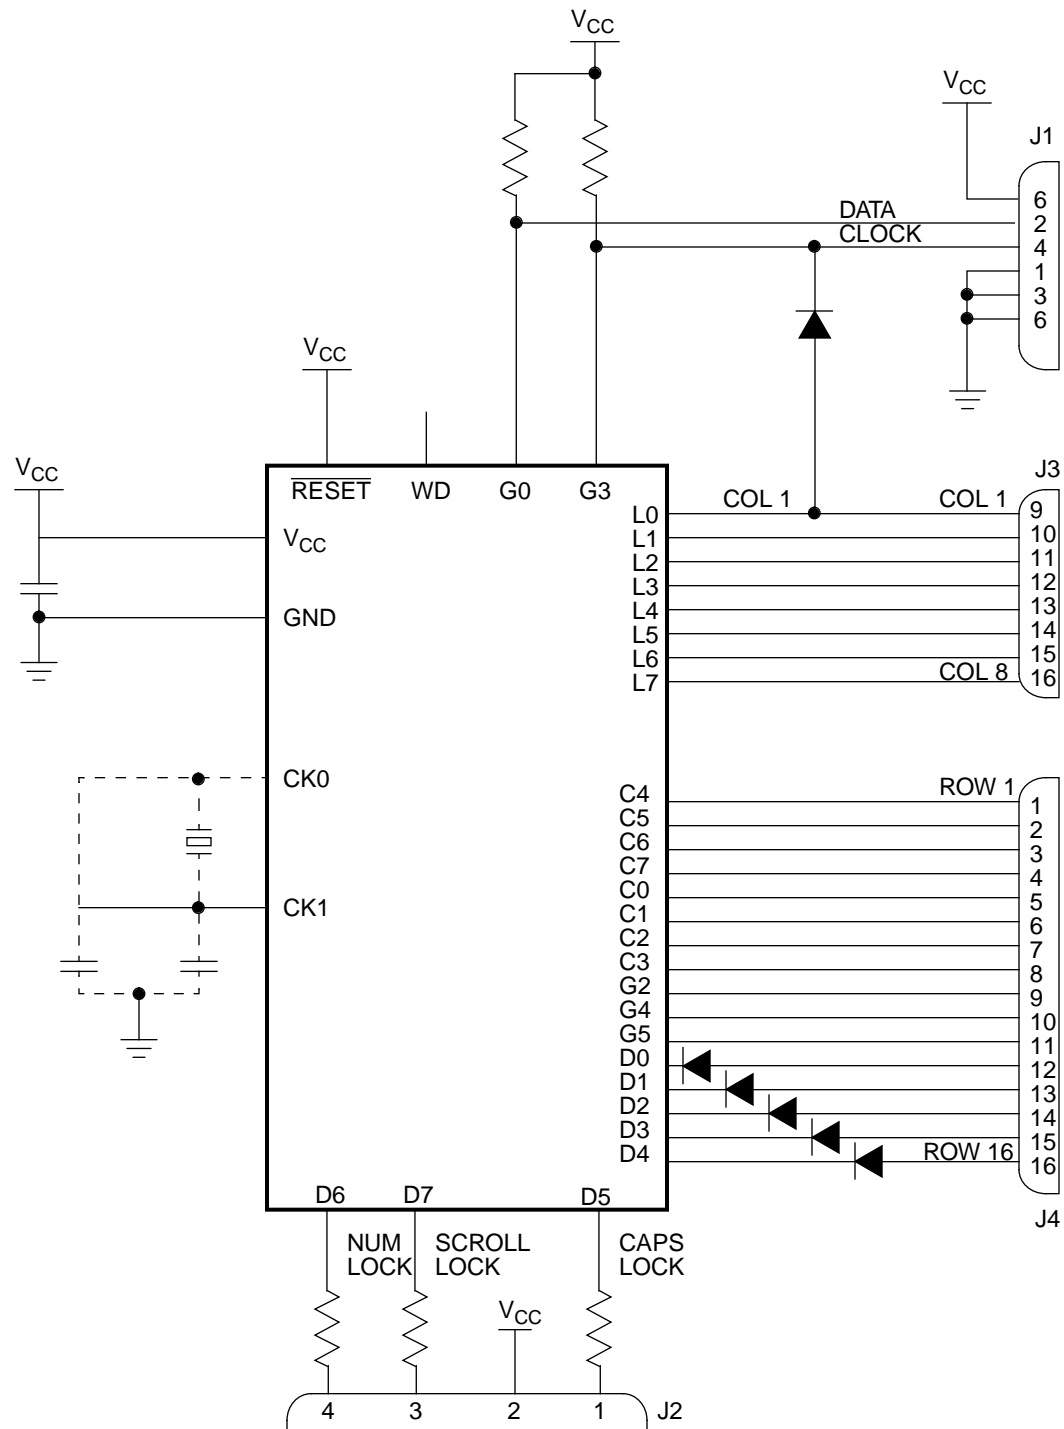 VCC
VCC
J1
6
DATA
2
CLOCK
4
1
3
6
VCC
VCC
RESET
WD
G0
G3
J3
L0
COL 1
COL 1
9
L1
10
VCC
L2
11
L3
12
GND
L4
13
L5
14
L6
15
L7
COL 8
16
CK0
C4
ROW 1
1
C5
2
C6
3
C7
4
C0
5
CK1
C1
6
C2
7
C3
8
G2
9
G4
10
G5
11
D0
12
D1
13
D2
14
D3
15
D4
ROW 16
16
D6
D7
D5
J4
NUM
LOCK
SCROLL
LOCK
CAPS
LOCK
VCC
4
3
2
1
J2